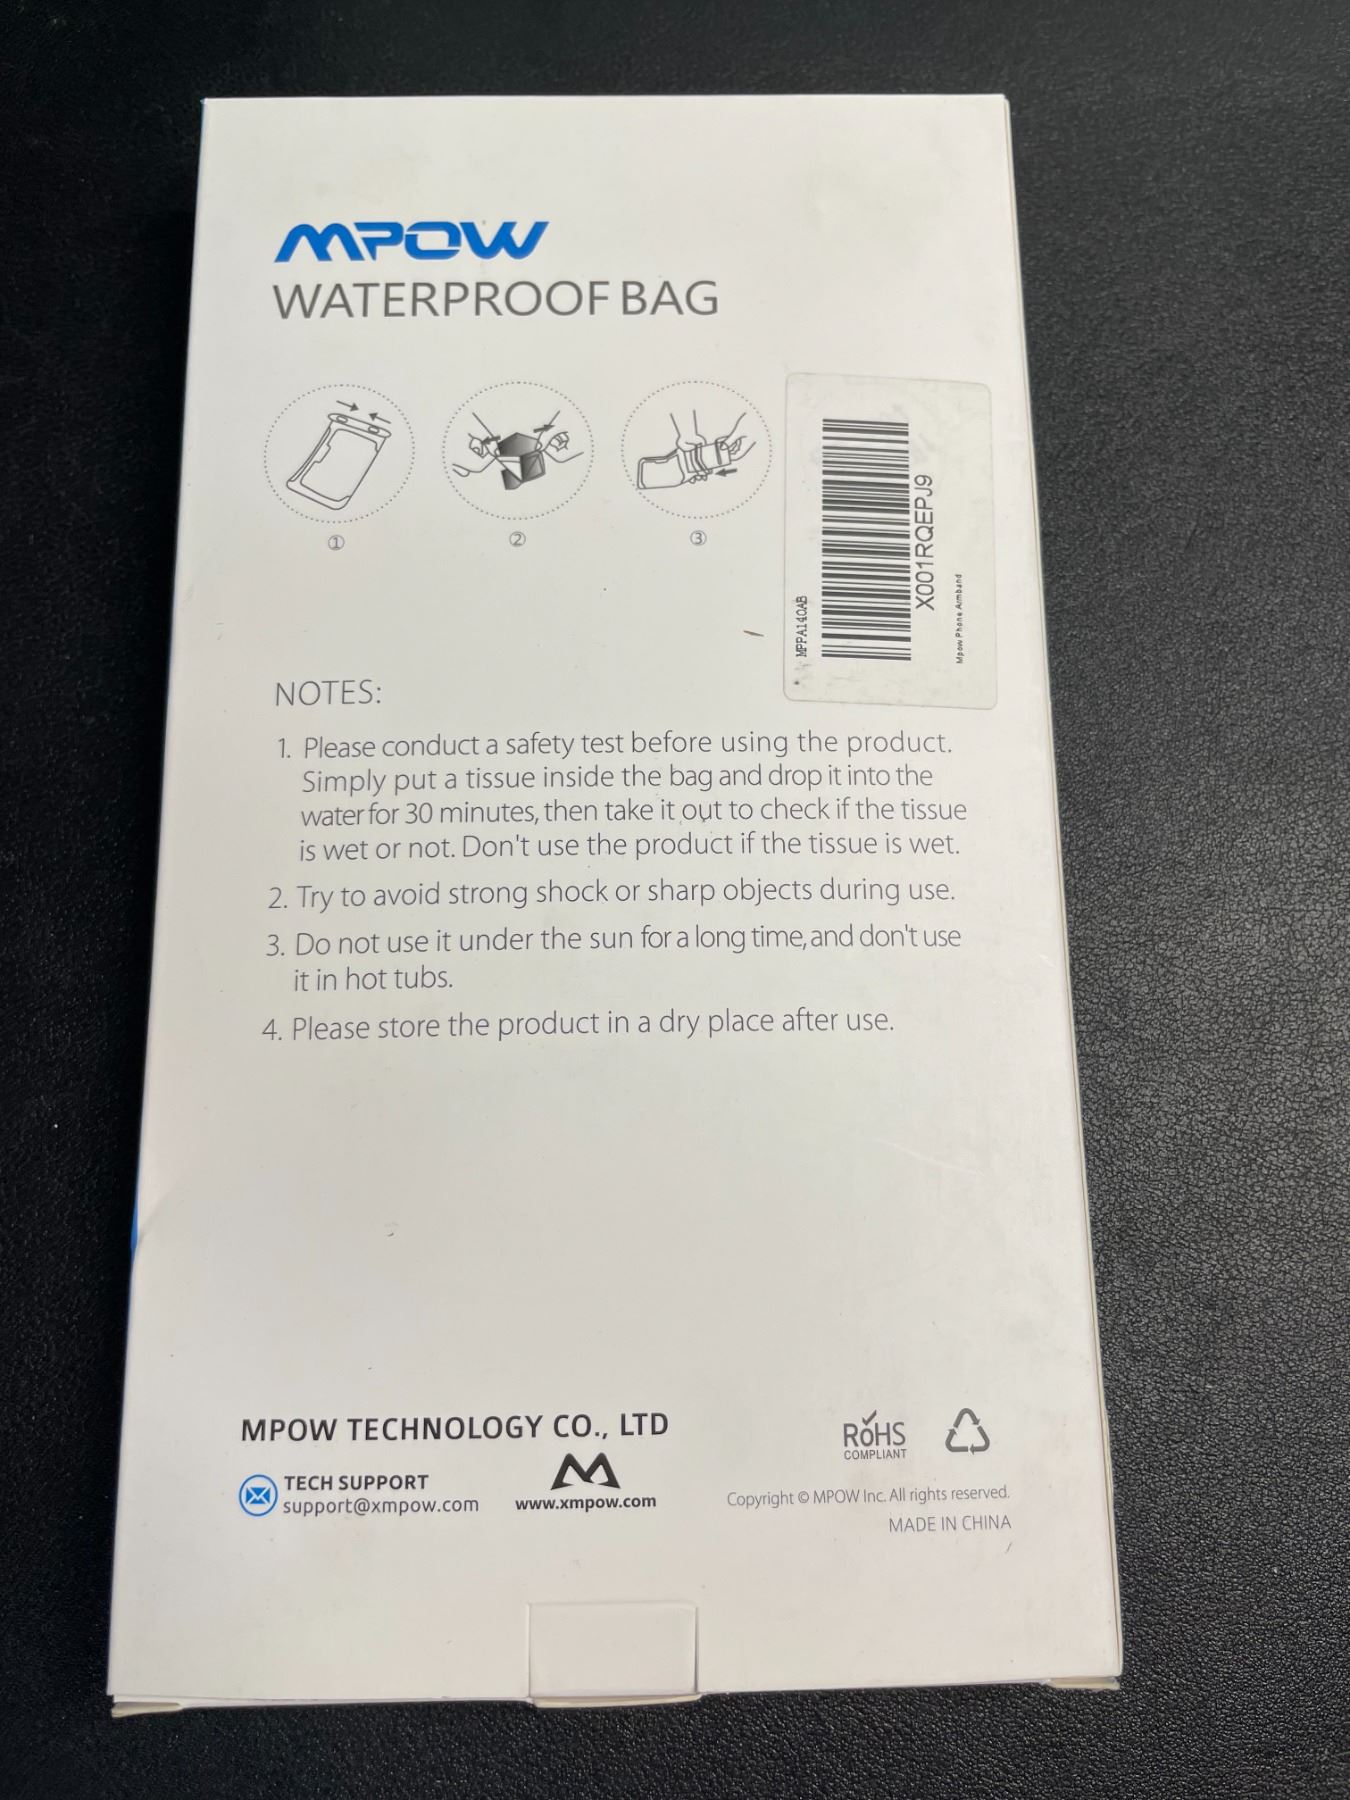 MPOW
WATERPROOF BAG
①
②
③
MPPA140AB
X001RQEPJ9
Mpow Phone Armband
NOTES:
1. Please conduct a safety test before using the product.
Simply put a tissue inside the bag and drop it into the
water for 30 minutes, then take it out to check if the tissue
is wet or not. Don't use the product if the tissue is wet.
2. Try to avoid strong shock or sharp objects during use.
3. Do not use it under the sun for a long time, and don't use
it in hot tubs.
4. Please store the product in a dry place after use.
MPOW TECHNOLOGY CO., LTD
TECH SUPPORT
support@xmpow.com
www.xmpow.com
RoHS
COMPLIANT
Copyright © MPOW Inc. All rights reserved.
MADE IN CHINA